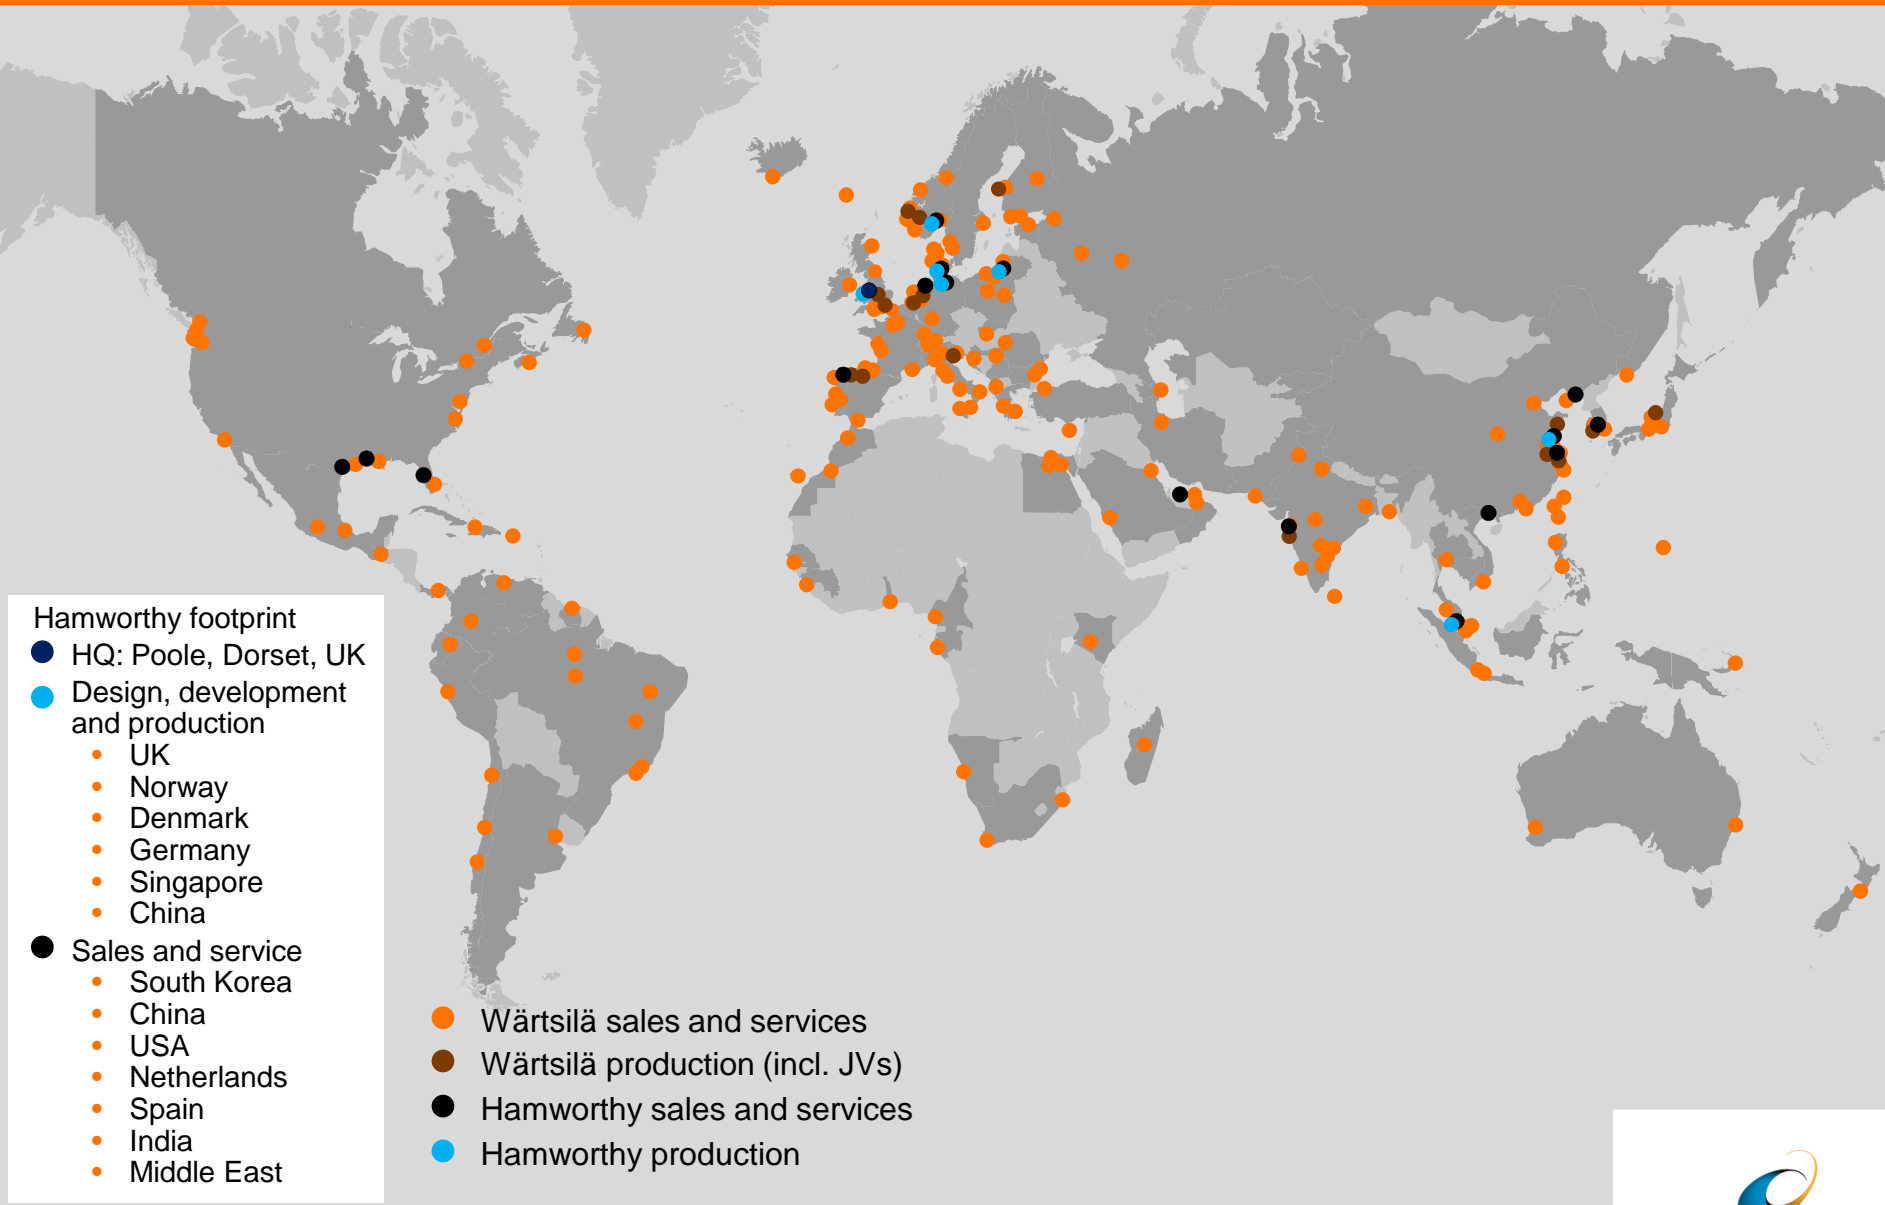 Hamworthy footprint
HQ: Poole, Dorset, UK
Design, development
and production
• UK
• Norway
• Denmark
• Germany
• Singapore
• China
Sales and service
• South Korea
• China
• USA
• Netherlands
• Spain
• India
• Middle East
Wärtsilä sales and services
Wärtsilä production (incl. JVs)
Hamworthy sales and services
Hamworthy production